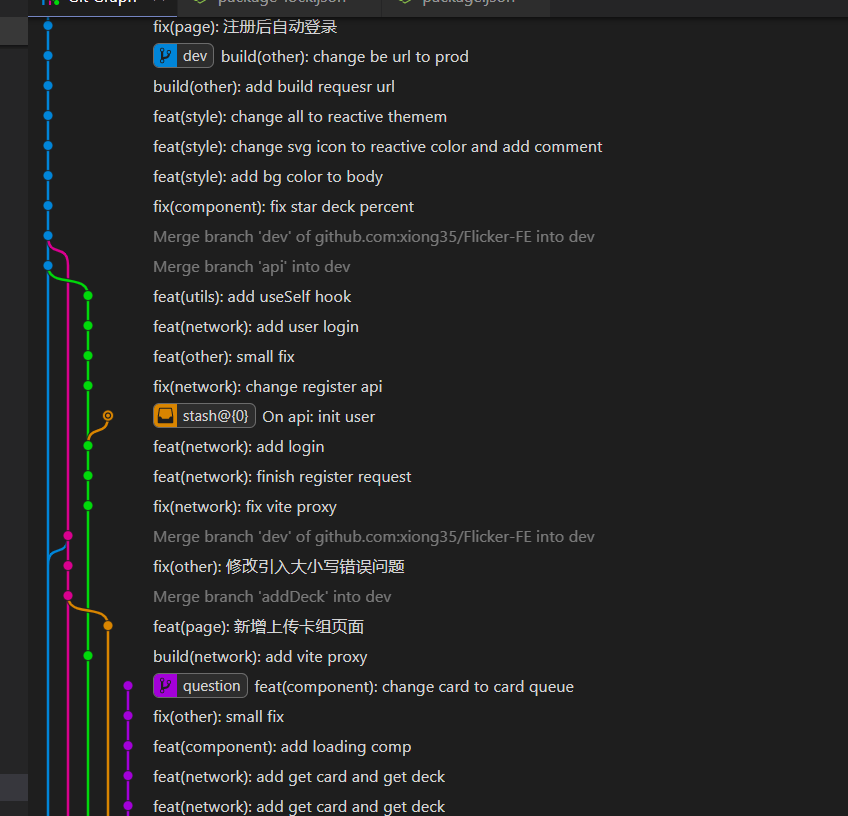 fix(page): 注册后自动登录
dev build(other): change be url to prod
build(other): add build requesr url
feat(style): change all to reactive themem
feat(style): change svg icon to reactive color and add comment
feat(style): add bg color to body
fix(component): fix star deck percent
Merge branch 'dev' of github.com:xiong35/Flicker-FE into dev
Merge branch 'api' into dev
feat(utils): add useSelf hook
feat(network): add user login
feat(other): small fix
fix(network): change register api
stash@{0} On api: init user
feat(network): add login
feat(network): finish register request
fix(network): fix vite proxy
Merge branch 'dev' of github.com:xiong35/Flicker-FE into dev
fix(other): 修改引入大小写错误问题
Merge branch 'addDeck' into dev
feat(page): 新增上传卡组页面
build(network): add vite proxy
question feat(component): change card to card queue
fix(other): small fix
feat(component): add loading comp
feat(network): add get card and get deck
feat(network): add get card and get deck